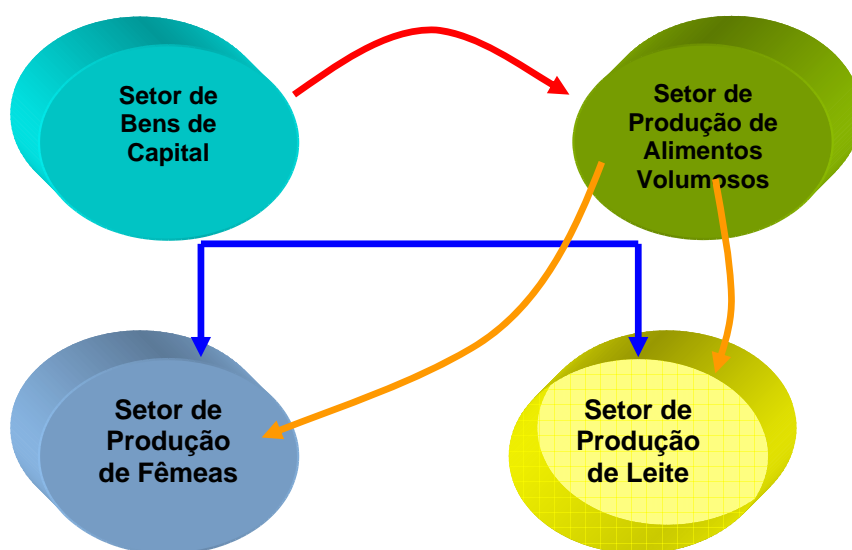 Setor de
Bens de
Capital
Setor de
Produção de
Alimentos
Volumosos
Setor de
Produção
de Fêmeas
Setor de
Produção
de Leite